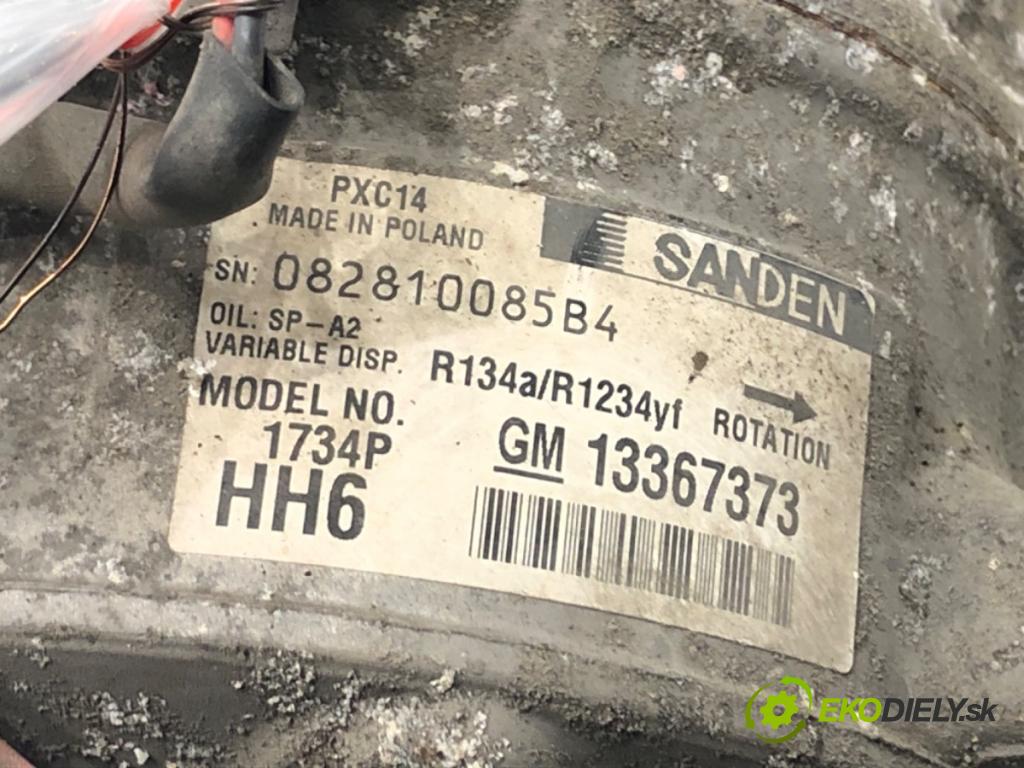 PXC14
MADE IN POLAND
SANDEN
SN: 082810085B4
OIL: SP-A2
VARIABLE DISP. R134a/R1234yf ROTATION
MODEL NO.
1734P
GM 13367373
HH6
EKODIELY.sk